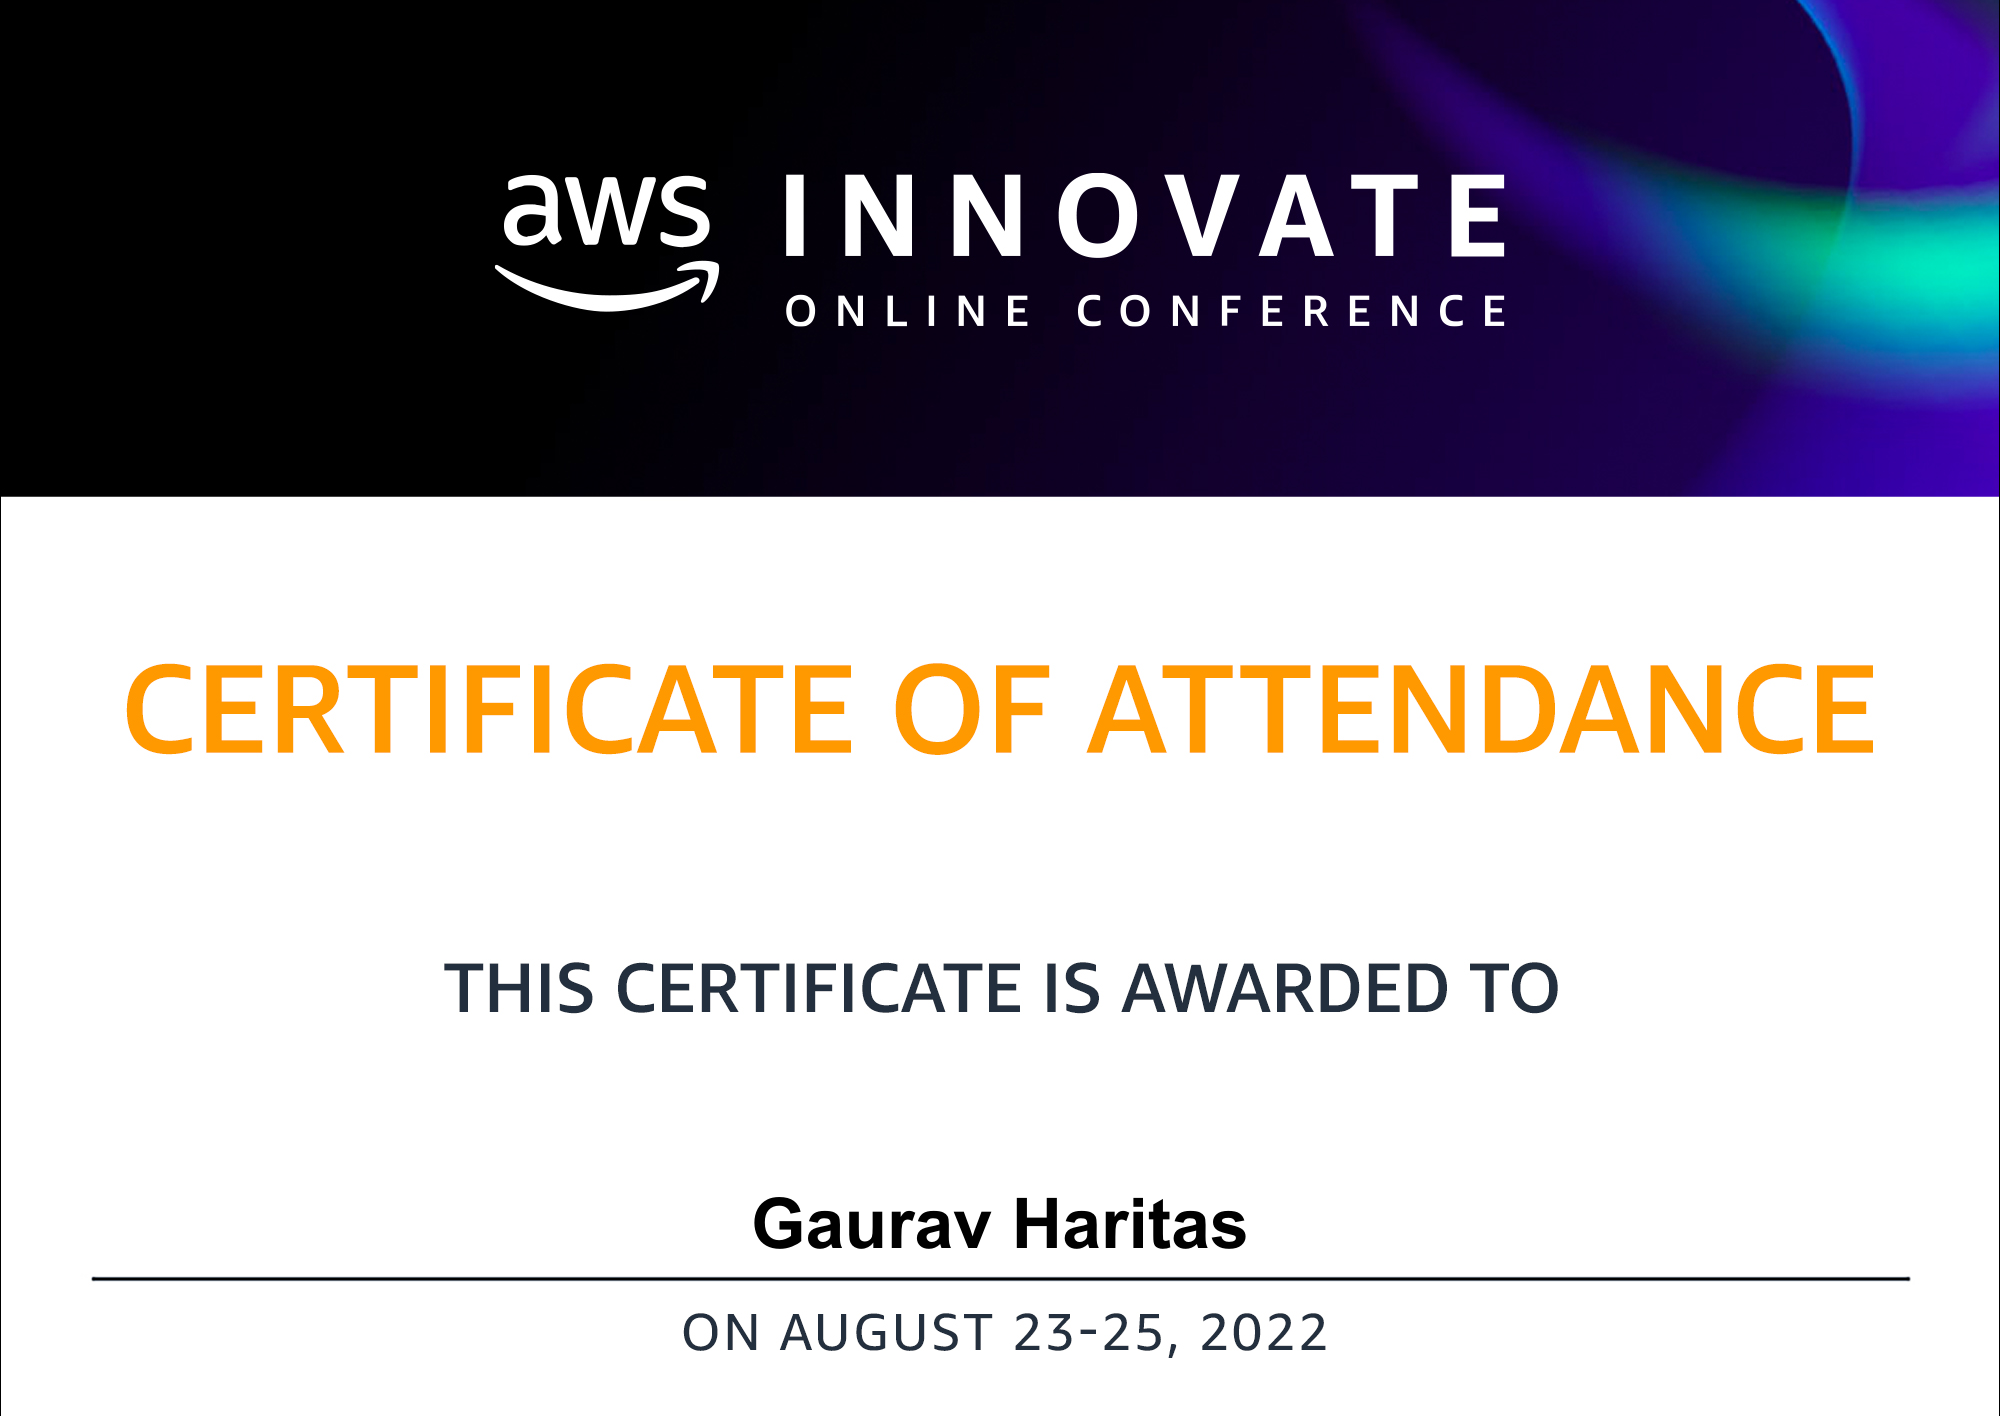 aws INNOVATE
ONLINE CONFERENCE
CERTIFICATE OF ATTENDANCE
THIS CERTIFICATE IS AWARDED TO
Gaurav Haritas
ON AUGUST 23-25, 2022